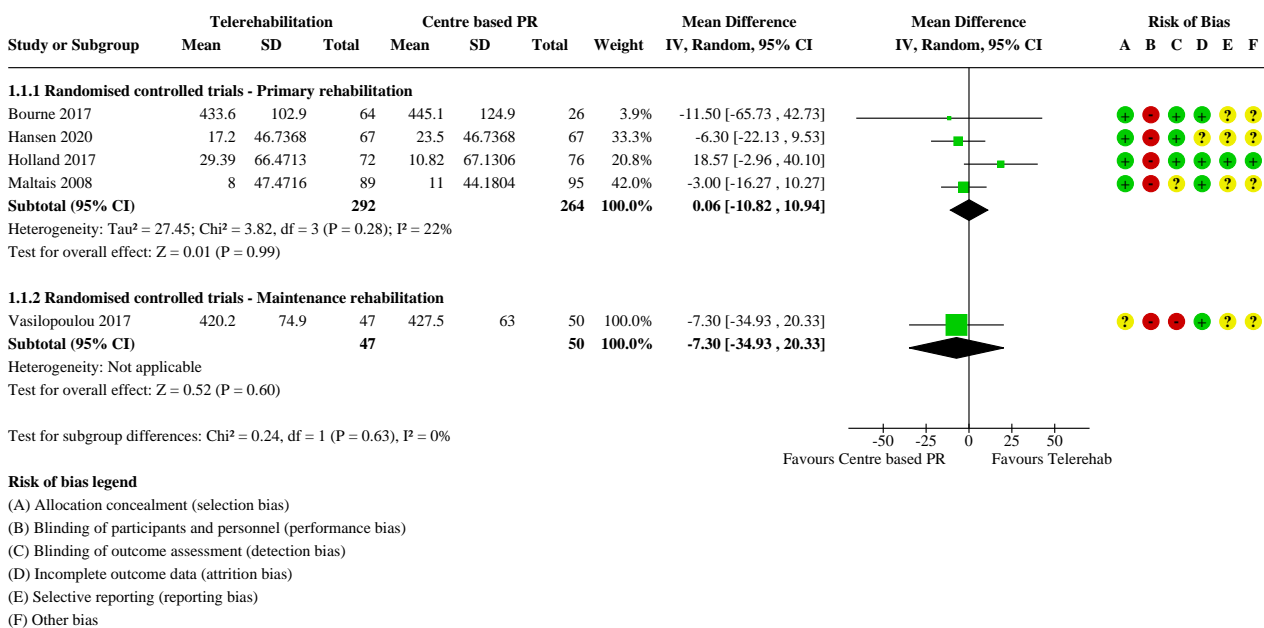 Telerehabilitation Centre based PR Mean Difference Mean Difference Risk of Bias
Study or Subgroup Mean SD Total Mean SD Total Weight IV, Random, 95% CI IV, Random, 95% CI A B C D E F
1.1.1 Randomised controlled trials - Primary rehabilitation
Bourne 2017 433.6 102.9 64 445.1 124.9 26 3.9% -11.50 [-65.73 , 42.73] + - + + ? ?
Hansen 2020 17.2 46.7368 67 23.5 46.7368 67 33.3% -6.30 [-22.13 , 9.53] + - + ? ? ?
Holland 2017 29.39 66.4713 72 10.82 67.1306 76 20.8% 18.57 [-2.96 , 40.10] + - + + + +
Maltais 2008 8 47.4716 89 11 44.1804 95 42.0% -3.00 [-16.27 , 10.27] + - ? + ? ?
Subtotal (95% CI) 292 264 100.0% 0.06 [-10.82 , 10.94]
Heterogeneity: Tau² = 27.45; Chi² = 3.82, df = 3 (P = 0.28); I² = 22%
Test for overall effect: Z = 0.01 (P = 0.99)
1.1.2 Randomised controlled trials - Maintenance rehabilitation
Vasilopoulou 2017 420.2 74.9 47 427.5 63 50 100.0% -7.30 [-34.93 , 20.33] ? - - + ? ?
Subtotal (95% CI) 47 50 100.0% -7.30 [-34.93 , 20.33]
Heterogeneity: Not applicable
Test for overall effect: Z = 0.52 (P = 0.60)
Test for subgroup differences: Chi² = 0.24, df = 1 (P = 0.63), I² = 0%
-50 -25 0 25 50
Favours Centre based PR Favours Telerehab
Risk of bias legend
(A) Allocation concealment (selection bias)
(B) Blinding of participants and personnel (performance bias)
(C) Blinding of outcome assessment (detection bias)
(D) Incomplete outcome data (attrition bias)
(E) Selective reporting (reporting bias)
(F) Other bias